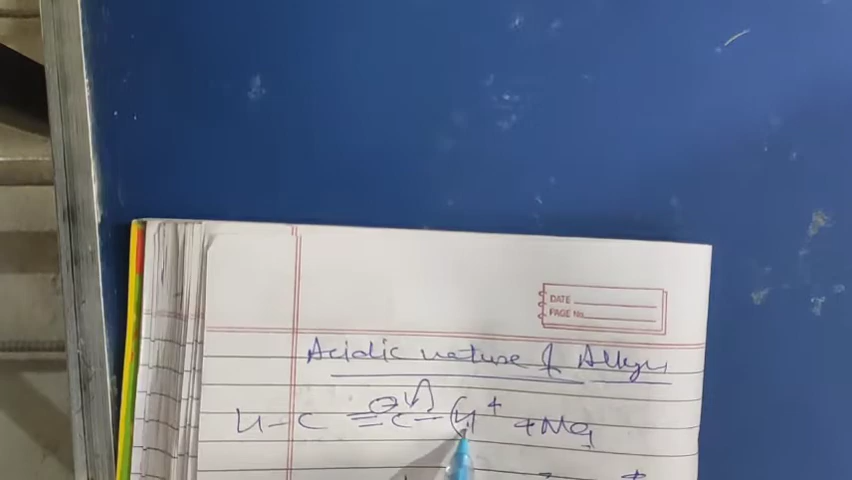 DATE
PAGE No.
Acidic nature of Alkyn
H-C≡C-H⁺ +Na